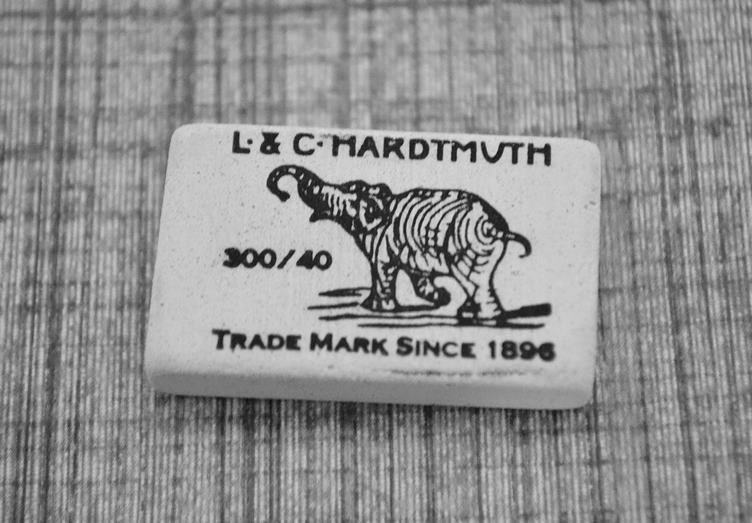 L·& C·HARDTMUTH
300/40
TRADE MARK SINCE 1896